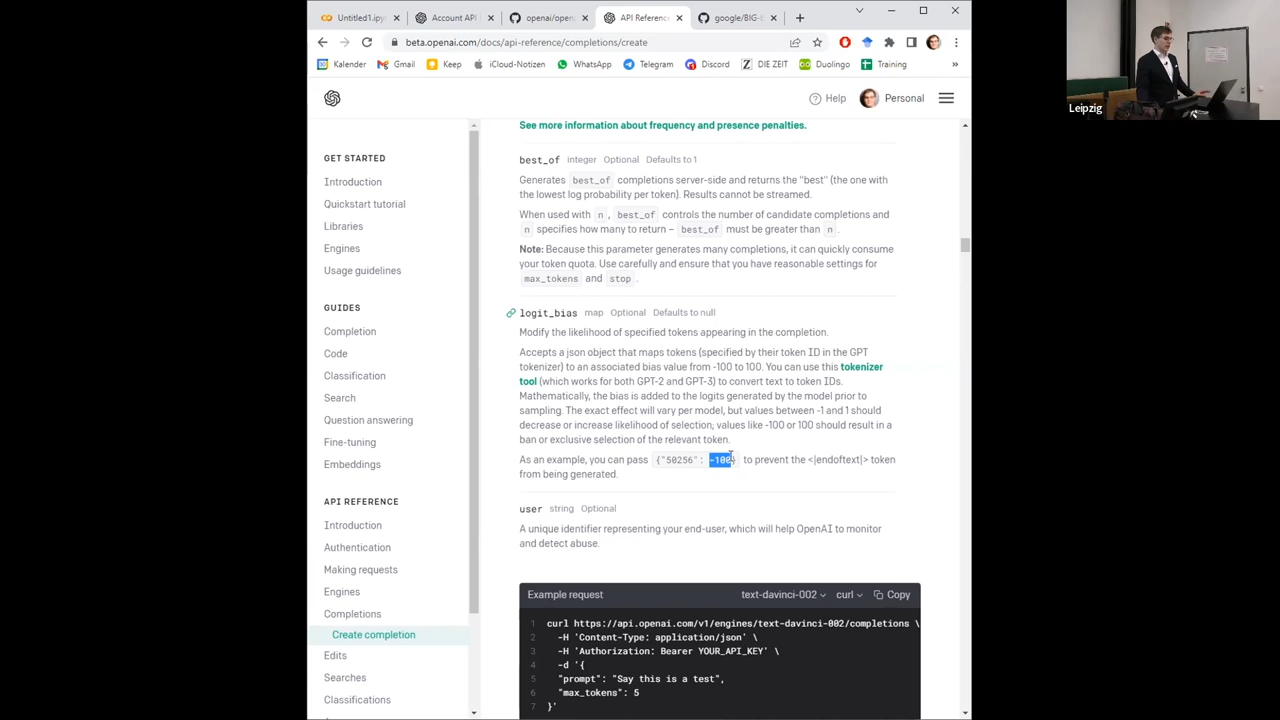 Untitled1.ipy
Account API
openai/open
API Referenc
google/BIG-b
beta.openai.com/docs/api-reference/completions/create
Kalender
Gmail
Keep
iCloud-Notizen
WhatsApp
Telegram
Discord
DIE ZEIT
Duolingo
Training
»
Help
Personal
GET STARTED
Introduction
Quickstart tutorial
Libraries
Engines
Usage guidelines
GUIDES
Completion
Code
Classification
Search
Question answering
Fine-tuning
Embeddings
API REFERENCE
Introduction
Authentication
Making requests
Engines
Completions
Create completion
Edits
Searches
Classifications
See more information about frequency and presence penalties.
best_of integer Optional Defaults to 1
Generates best_of completions server-side and returns the "best" (the one with
the lowest log probability per token). Results cannot be streamed.
When used with n, best_of controls the number of candidate completions and
n specifies how many to return – best_of must be greater than n.
Note: Because this parameter generates many completions, it can quickly consume
your token quota. Use carefully and ensure that you have reasonable settings for
max_tokens and stop.
logit_bias map Optional Defaults to null
Modify the likelihood of specified tokens appearing in the completion.
Accepts a json object that maps tokens (specified by their token ID in the GPT
tokenizer) to an associated bias value from -100 to 100. You can use this tokenizer
tool (which works for both GPT-2 and GPT-3) to convert text to token IDs.
Mathematically, the bias is added to the logits generated by the model prior to
sampling. The exact effect will vary per model, but values between -1 and 1 should
decrease or increase likelihood of selection; values like -100 or 100 should result in a
ban or exclusive selection of the relevant token.
As an example, you can pass {"50256": -100} to prevent the <|endoftext|> token
from being generated.
user string Optional
A unique identifier representing your end-user, which will help OpenAI to monitor
and detect abuse.
Example request text-davinci-002 curl Copy
1 curl https://api.openai.com/v1/engines/text-davinci-002/completions \
2 -H 'Content-Type: application/json' \
3 -H 'Authorization: Bearer YOUR_API_KEY' \
4 -d '{
5 "prompt": "Say this is a test",
6 "max_tokens": 5
7 }'
Leipzig